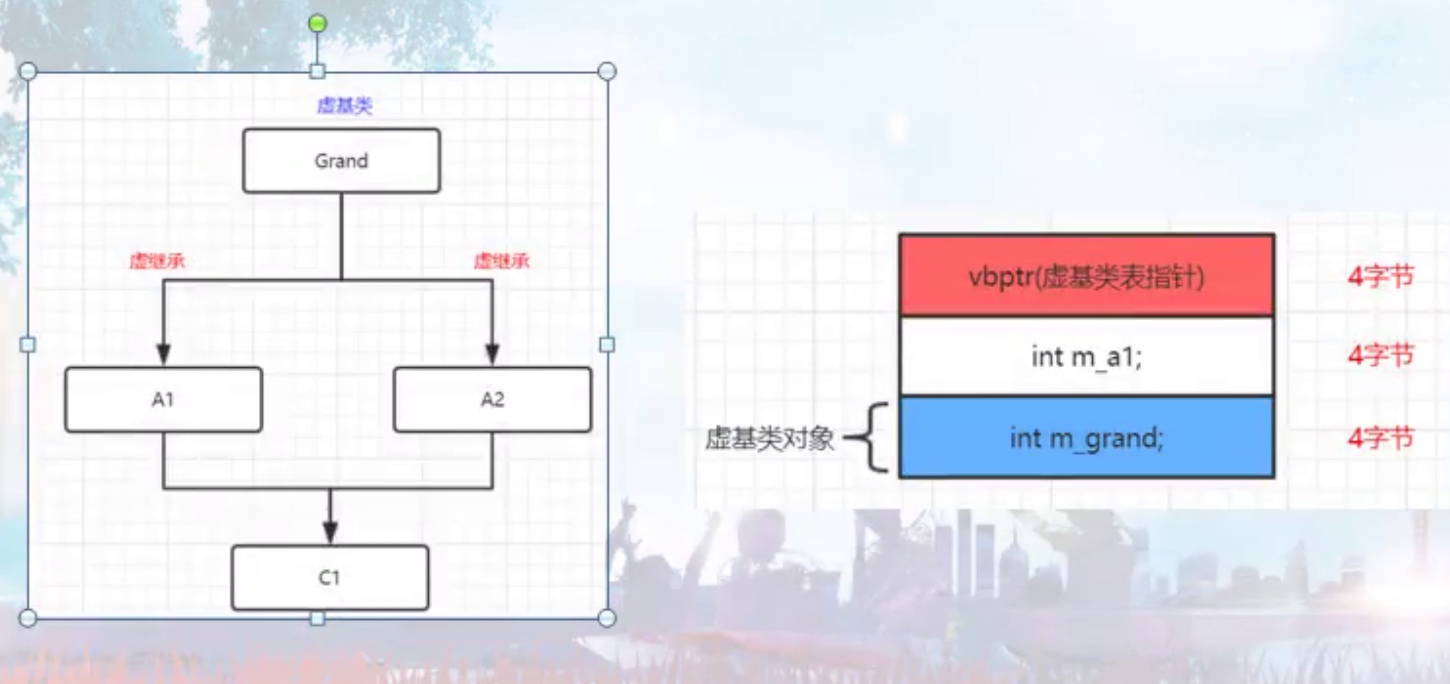 虚基类
Grand
虚继承
虚继承
A1
A2
C1
vbptr(虚基类表指针)
4字节
int m_a1;
4字节
虚基类对象
int m_grand;
4字节